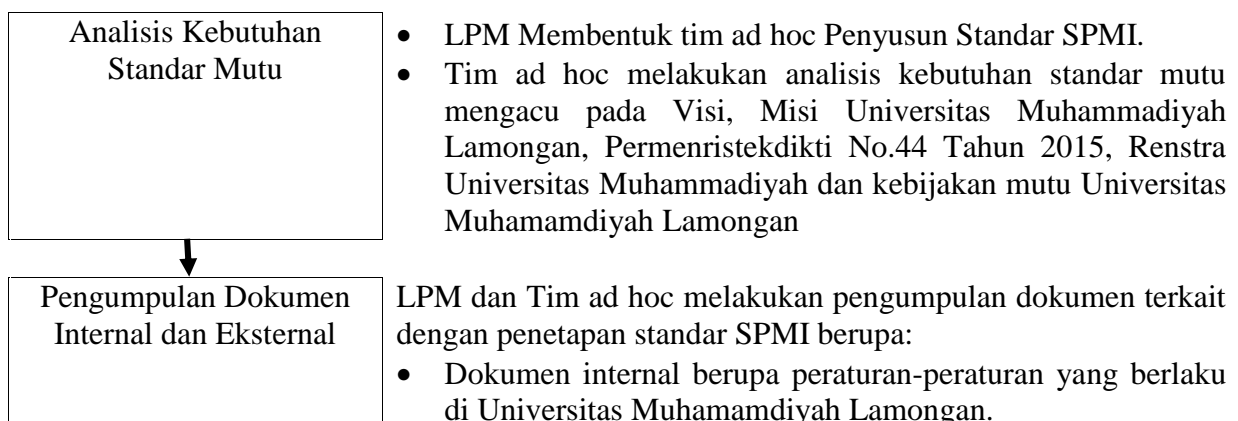 Analisis Kebutuhan
Standar Mutu
• LPM Membentuk tim ad hoc Penyusun Standar SPMI.
• Tim ad hoc melakukan analisis kebutuhan standar mutu
mengacu pada Visi, Misi Universitas Muhammadiyah
Lamongan, Permenristekdikti No.44 Tahun 2015, Renstra
Universitas Muhammadiyah dan kebijakan mutu Universitas
Muhamamdiyah Lamongan
Pengumpulan Dokumen
Internal dan Eksternal
LPM dan Tim ad hoc melakukan pengumpulan dokumen terkait
dengan penetapan standar SPMI berupa:
• Dokumen internal berupa peraturan-peraturan yang berlaku
di Universitas Muhamamdiyah Lamongan.